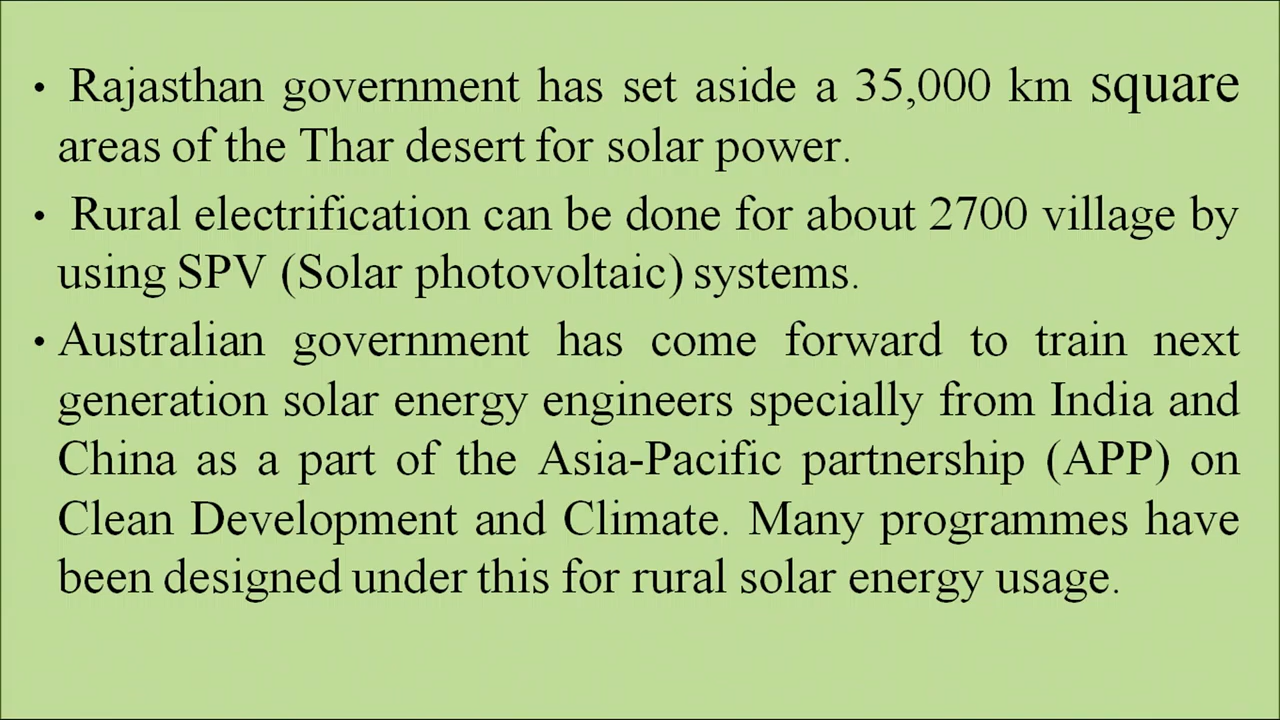 • Rajasthan government has set aside a 35,000 km square
areas of the Thar desert for solar power.
• Rural electrification can be done for about 2700 village by
using SPV (Solar photovoltaic) systems.
• Australian government has come forward to train next
generation solar energy engineers specially from India and
China as a part of the Asia-Pacific partnership (APP) on
Clean Development and Climate. Many programmes have
been designed under this for rural solar energy usage.